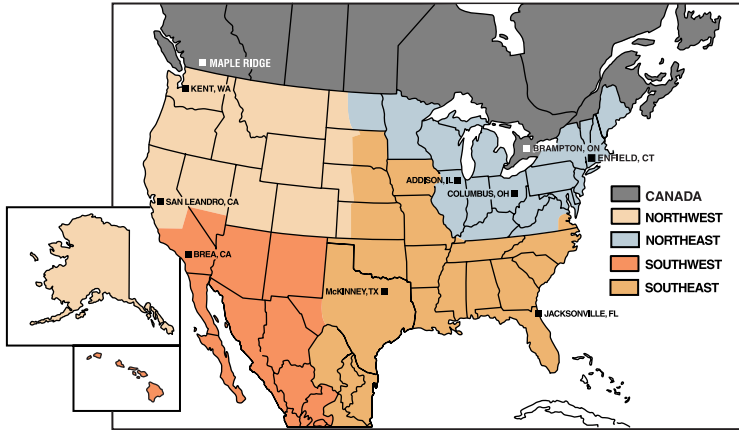 MAPLE RIDGE
KENT, WA
BRAMPTON, ON
ENFIELD, CT
ADDISON, IL
COLUMBUS, OH
SAN LEANDRO, CA
BREA, CA
McKINNEY, TX
JACKSONVILLE, FL
CANADA
NORTHWEST
NORTHEAST
SOUTHWEST
SOUTHEAST